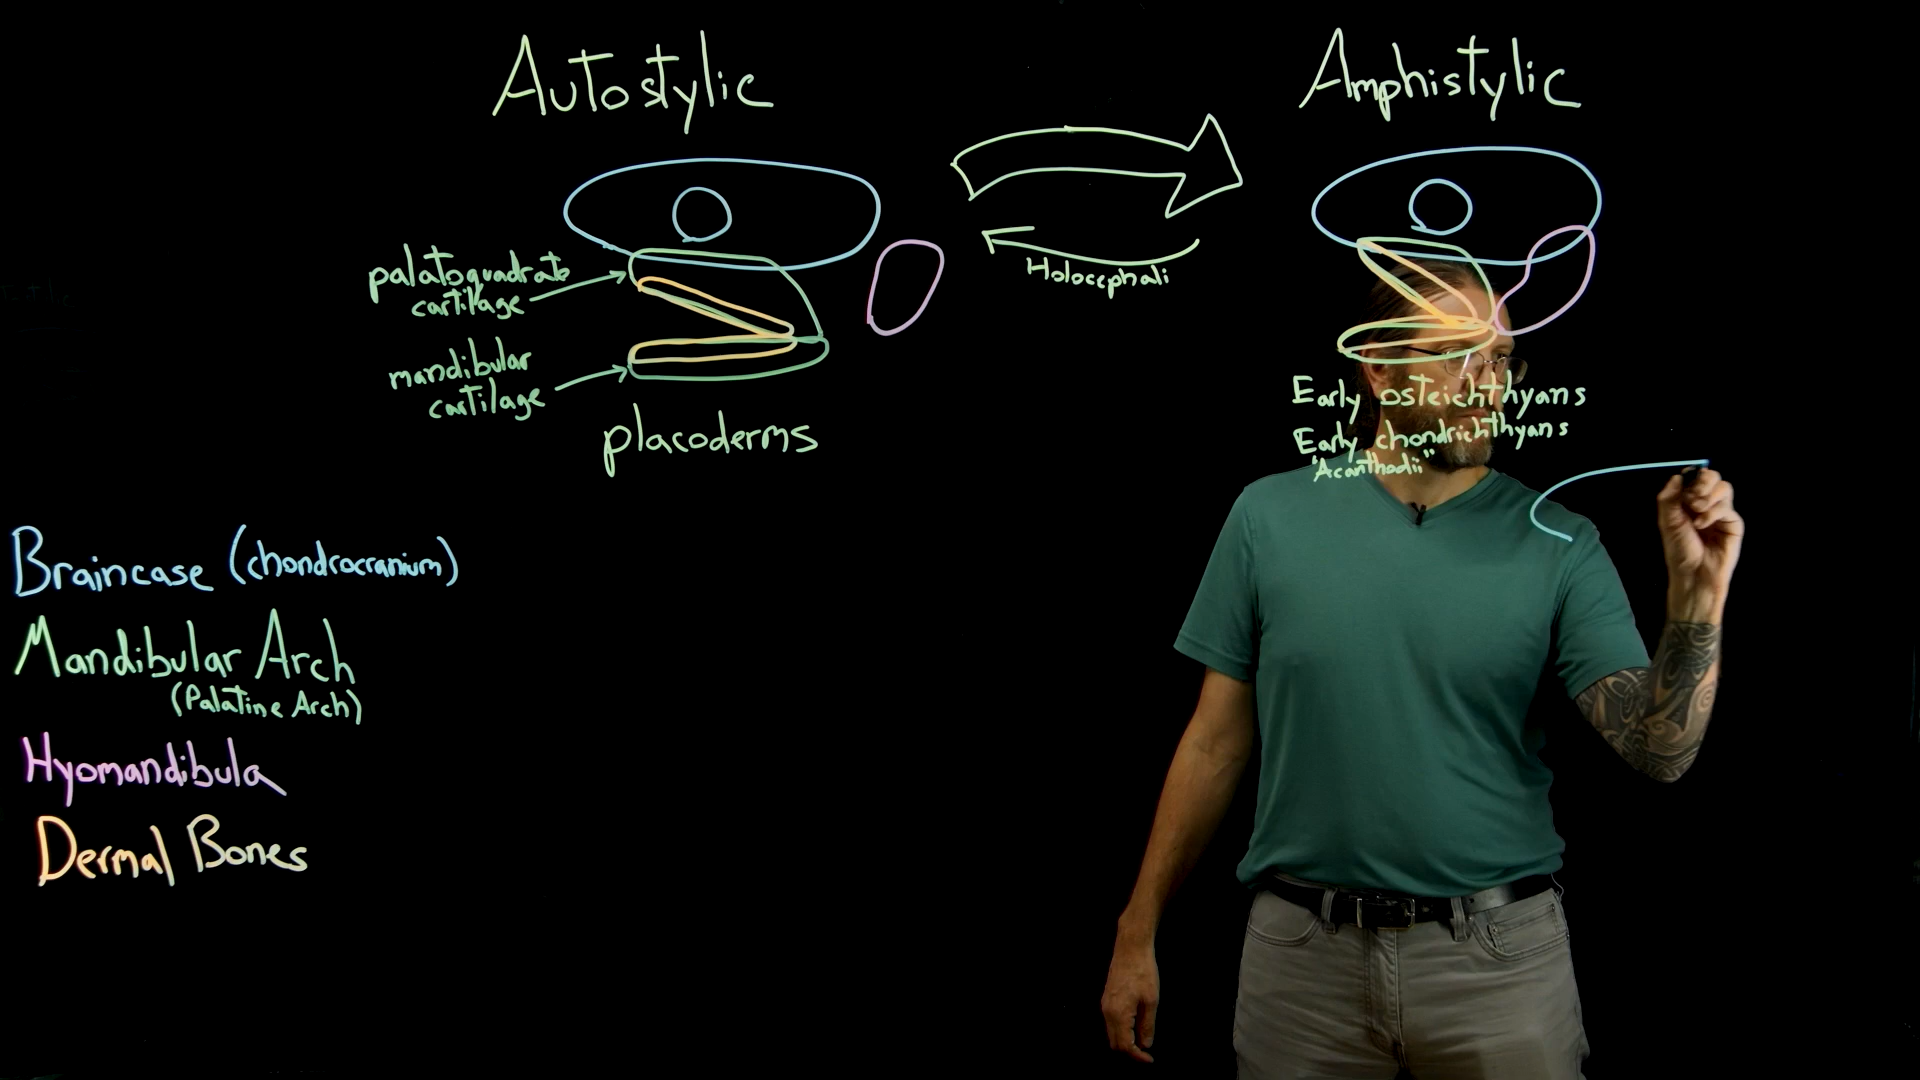 Autostylic
Amphistylic
palatoquadrate
cartilage
mandibular
cartilage
placoderms
Holocephali
Early osteichthyans
Early chondrichthyans
"Acanthodii"
Braincase (chondrocranium)
Mandibular Arch
(Palatine Arch)
Hyomandibula
Dermal Bones